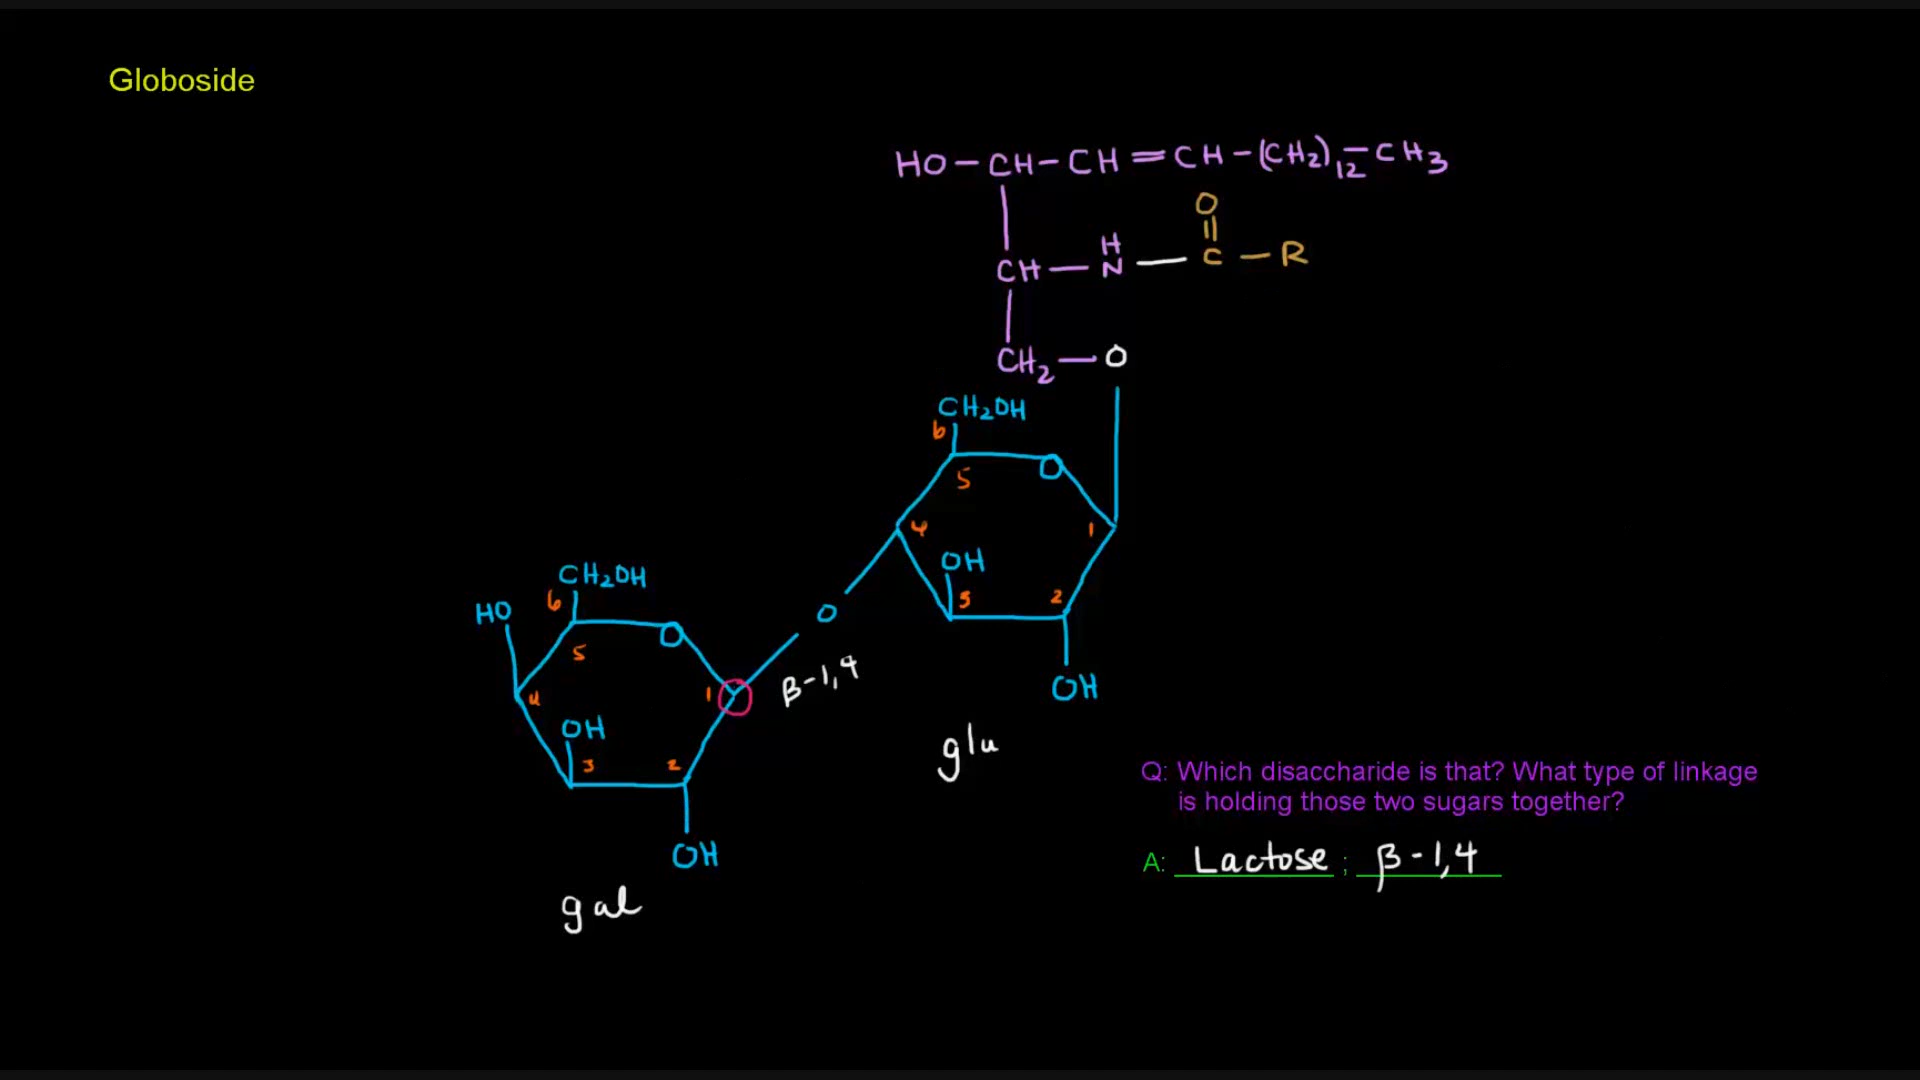 Globoside
HO-CH-CH=CH-(CH₂)₁₂-CH₃
O
CH-N-C-R
H
CH₂-O
CH₂OH
6
5
O
4
1
OH
3
2
OH
glu
O
β-1,4
CH₂OH
HO
6
5
O
4
1
OH
3
2
OH
gal
Q: Which disaccharide is that? What type of linkage
is holding those two sugars together?
A: Lactose ; β-1,4